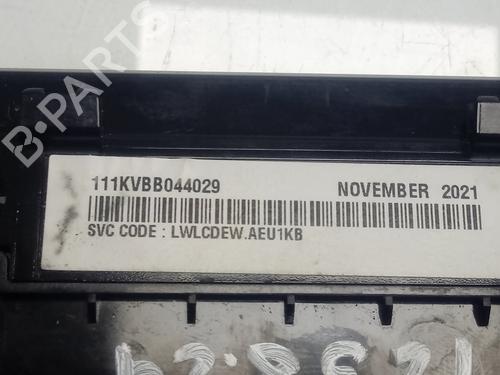 B-PARTS
111KVBB044029 NOVEMBER 2021
SVC CODE : LWLCDEW.AEU1KB